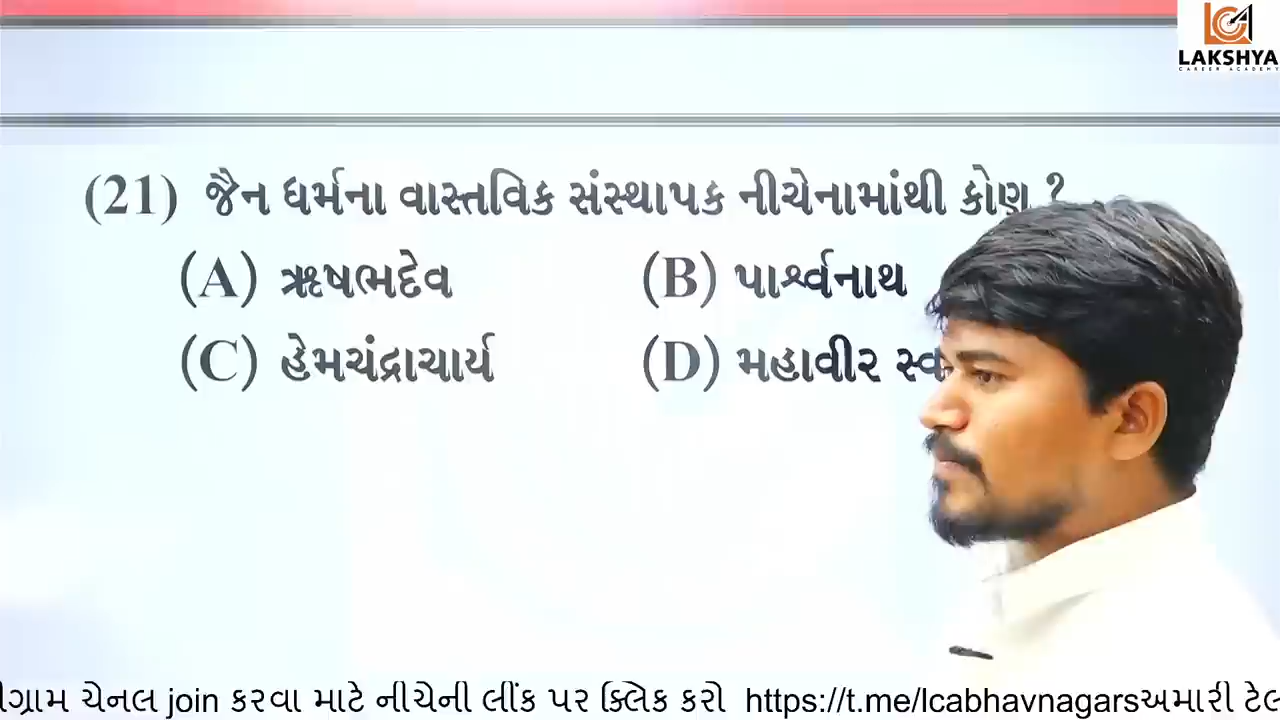 LAKSHYA
CAREER ACADEMY
(21) જૈન ધર્મના વાસ્તવિક સંસ્થાપક નીચેનામાંથી કોણ ?
(A) ઋષભદેવ (B) પાર્શ્વનાથ
(C) હેમચંદ્રાચાર્ય (D) મહાવીર
ચેનલ join કરવા માટે નીચેની લીંક પર ક્લિક કરો https://t.me/lcabhavnagarsઅમારી